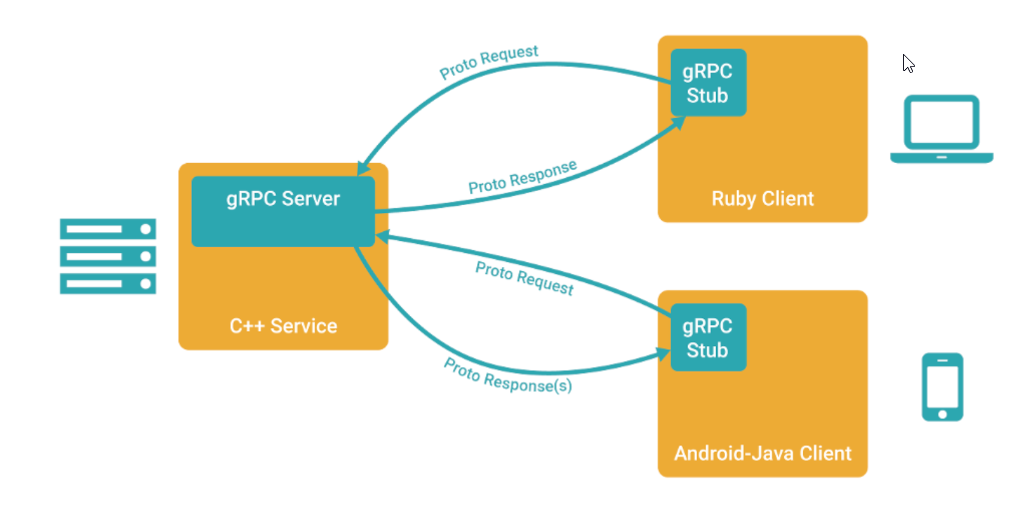 Proto Request
gRPC
Stub
Ruby Client
Proto Response
gRPC Server
C++ Service
Proto Request
gRPC
Stub
Proto Response(s)
Android-Java Client